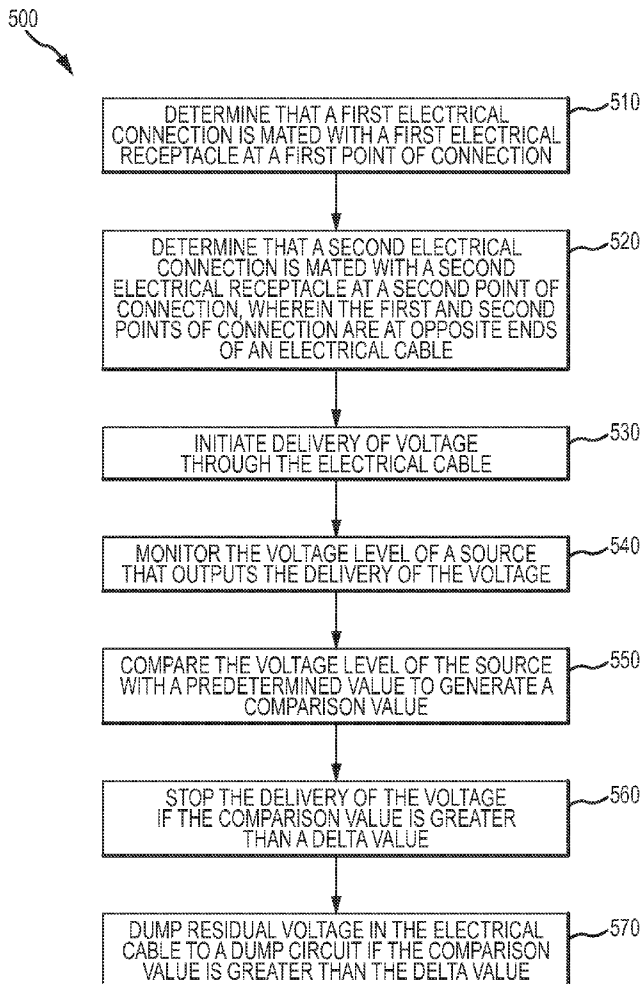 500
DETERMINE THAT A FIRST ELECTRICAL
CONNECTION IS MATED WITH A FIRST ELECTRICAL
RECEPTACLE AT A FIRST POINT OF CONNECTION
510
DETERMINE THAT A SECOND ELECTRICAL
CONNECTION IS MATED WITH A SECOND
ELECTRICAL RECEPTACLE AT A SECOND POINT OF
CONNECTION, WHEREIN THE FIRST AND SECOND
POINTS OF CONNECTION ARE AT OPPOSITE ENDS
OF AN ELECTRICAL CABLE
520
INITIATE DELIVERY OF VOLTAGE
THROUGH THE ELECTRICAL CABLE
530
MONITOR THE VOLTAGE LEVEL OF A SOURCE
THAT OUTPUTS THE DELIVERY OF THE VOLTAGE
540
COMPARE THE VOLTAGE LEVEL OF THE SOURCE
WITH A PREDETERMINED VALUE TO GENERATE A
COMPARISON VALUE
550
STOP THE DELIVERY OF THE VOLTAGE
IF THE COMPARISON VALUE IS GREATER
THAN A DELTA VALUE
560
DUMP RESIDUAL VOLTAGE IN THE ELECTRICAL
CABLE TO A DUMP CIRCUIT IF THE COMPARISON
VALUE IS GREATER THAN THE DELTA VALUE
570